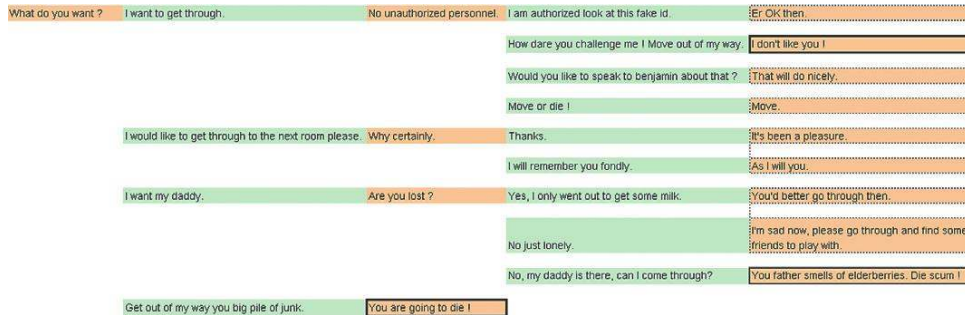 What do you want ? I want to get through. No unauthorized personnel. I am authorized look at this fake id. Er OK then.
How dare you challenge me ! Move out of my way. I don't like you !
Would you like to speak to benjamin about that ? That will do nicely.
Move or die ! Move.
I would like to get through to the next room please. Why certainly. Thanks. It's been a pleasure.
I will remember you fondly. As I will you.
I want my daddy. Are you lost ? Yes, I only went out to get some milk. You'd better go through then.
No just lonely. I'm sad now, please go through and find some
friends to play with.
No, my daddy is there, can I come through? You father smells of elderberries. Die scum !
Get out of my way you big pile of junk. You are going to die !